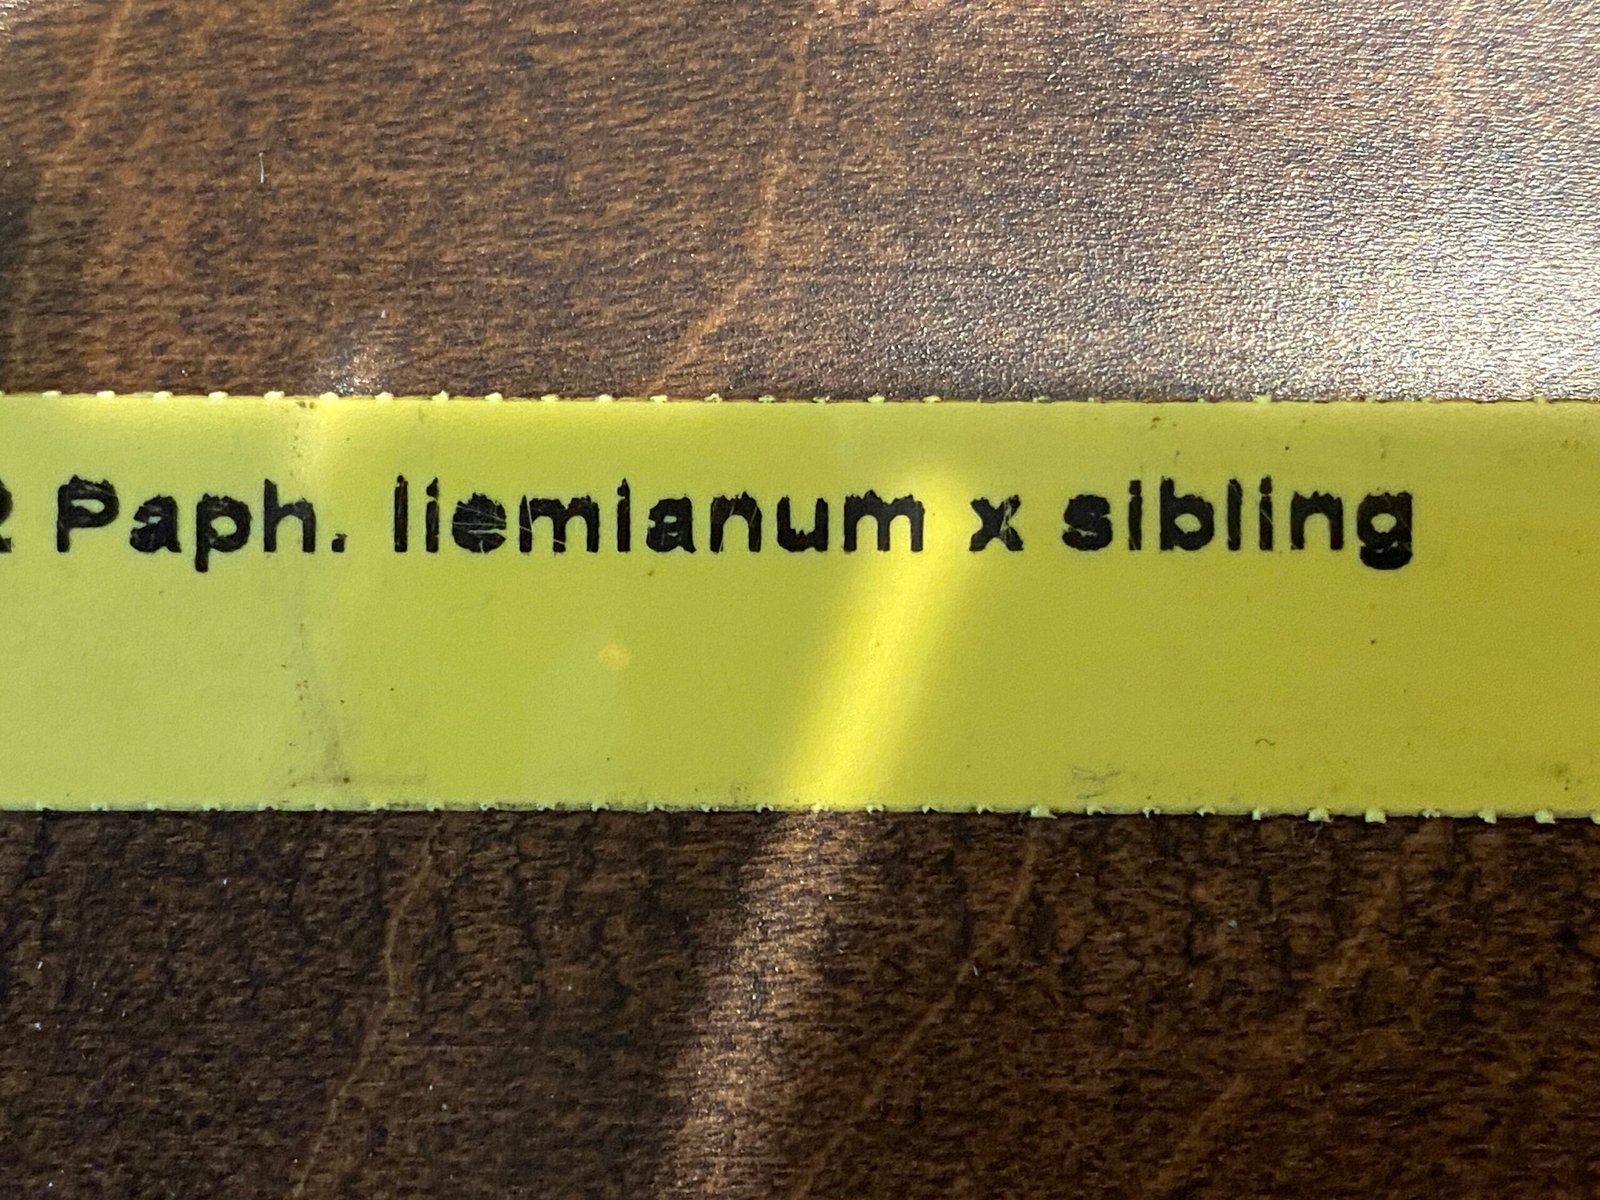 Paph. liemianum x sibling